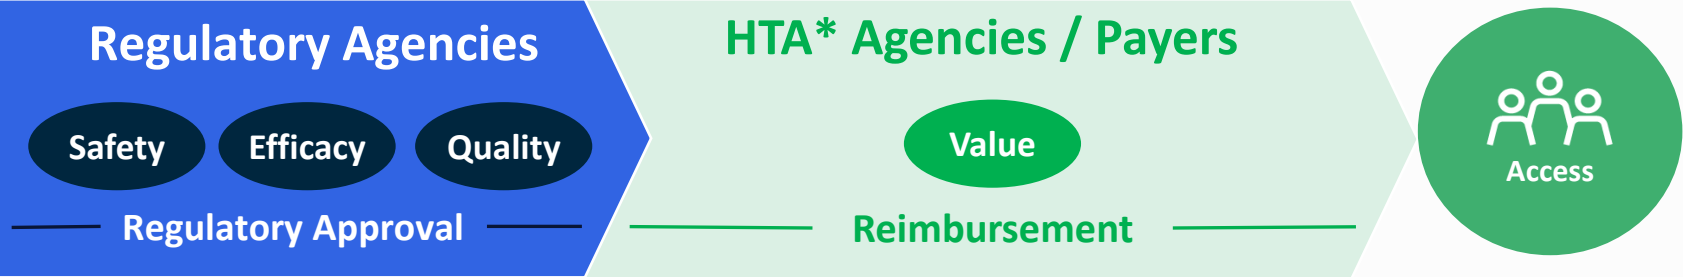 Regulatory Agencies
Safety
Efficacy
Quality
Regulatory Approval
HTA* Agencies / Payers
Value
Reimbursement
Access